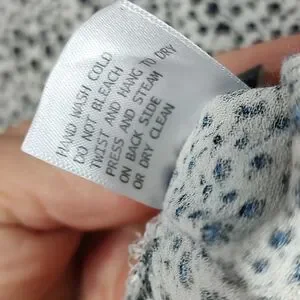 HAND WASH COLD
DO NOT BLEACH
TWIST AND HANG TO DRY
PRESS AND STEAM
ON BACK SIDE
OR DRY CLEAN